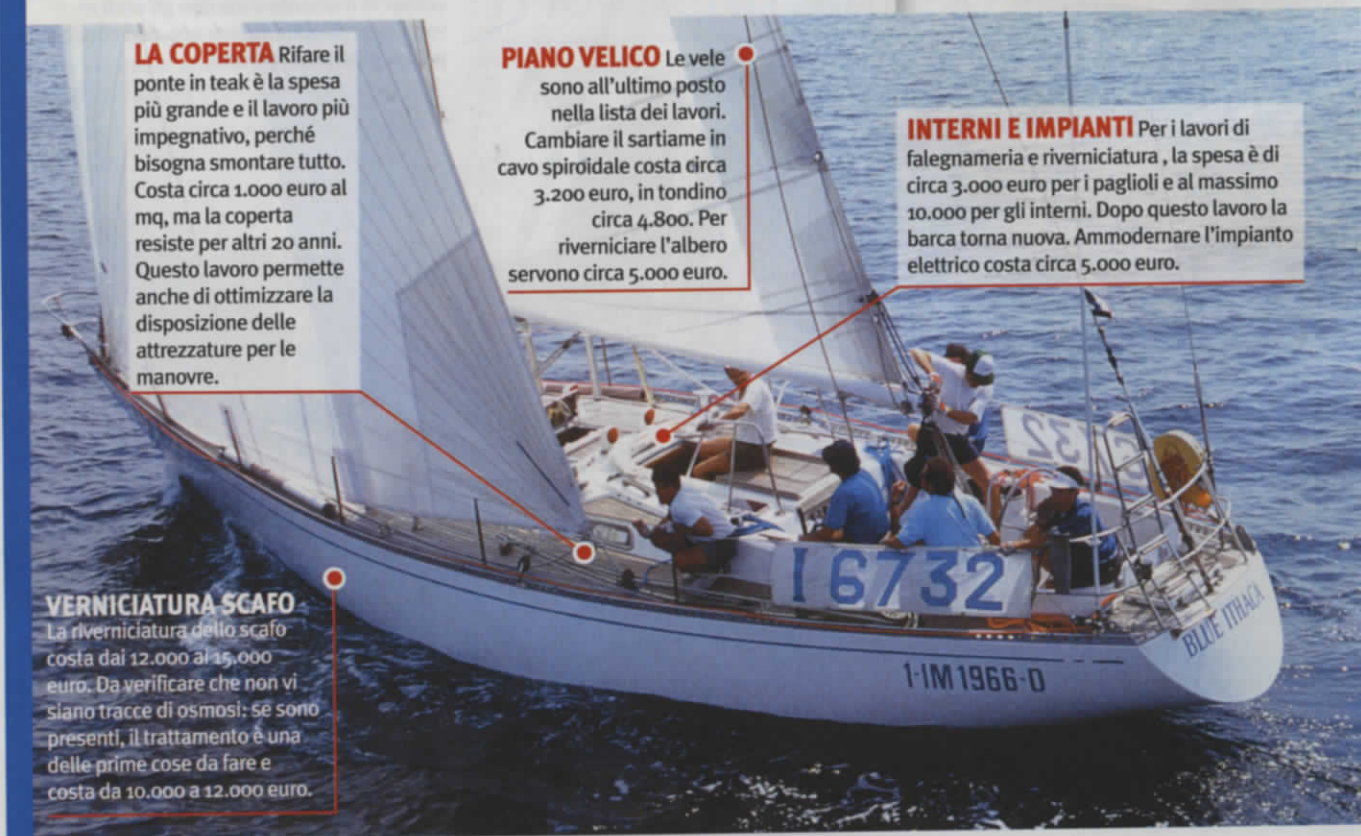 LA COPERTA Rifare il
ponte in teak è la spesa
più grande e il lavoro più
impegnativo, perché
bisogna smontare tutto.
Costa circa 1.000 euro al
mq, ma la coperta
resiste per altri 20 anni.
Questo lavoro permette
anche di ottimizzare la
disposizione delle
attrezzature per le
manovre.
PIANO VELICO Le vele
sono all'ultimo posto
nella lista dei lavori.
Cambiare il sartiame in
cavo spiroidale costa circa
3.200 euro, in tondino
circa 4.800. Per
riverniciare l'albero
servono circa 5.000 euro.
INTERNI E IMPIANTI Per i lavori di
falegnameria e riverniciatura , la spesa è di
circa 3.000 euro per i paglioli e al massimo
10.000 per gli interni. Dopo questo lavoro la
barca torna nuova. Ammodernare l'impianto
elettrico costa circa 5.000 euro.
VERNICIATURA SCAFO
La riverniciatura dello scafo
costa dai 12.000 ai 15.000
euro. Da verificare che non vi
siano tracce di osmosi: se sono
presenti, il trattamento è una
delle prime cose da fare e
costa da 10.000 a 12.000 euro.
32
I 6732
BLUE ITHACA
1-IM 1966-D